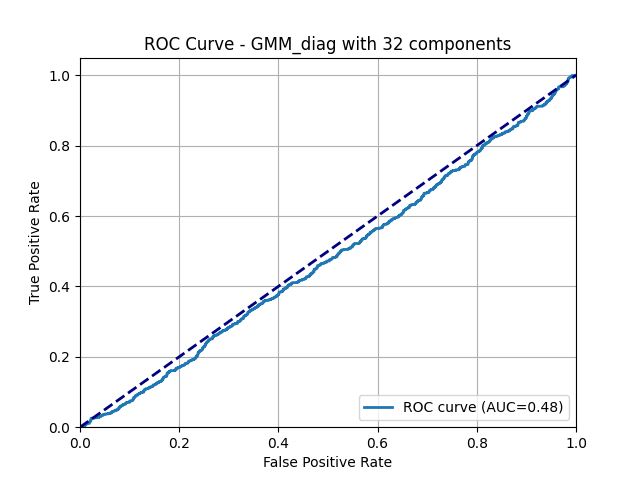 ROC Curve - GMM_diag with 32 components
1.0
0.8
0.6
0.4
0.2
0.0
True Positive Rate
ROC curve (AUC=0.48)
0.0 0.2 0.4 0.6 0.8 1.0
False Positive Rate